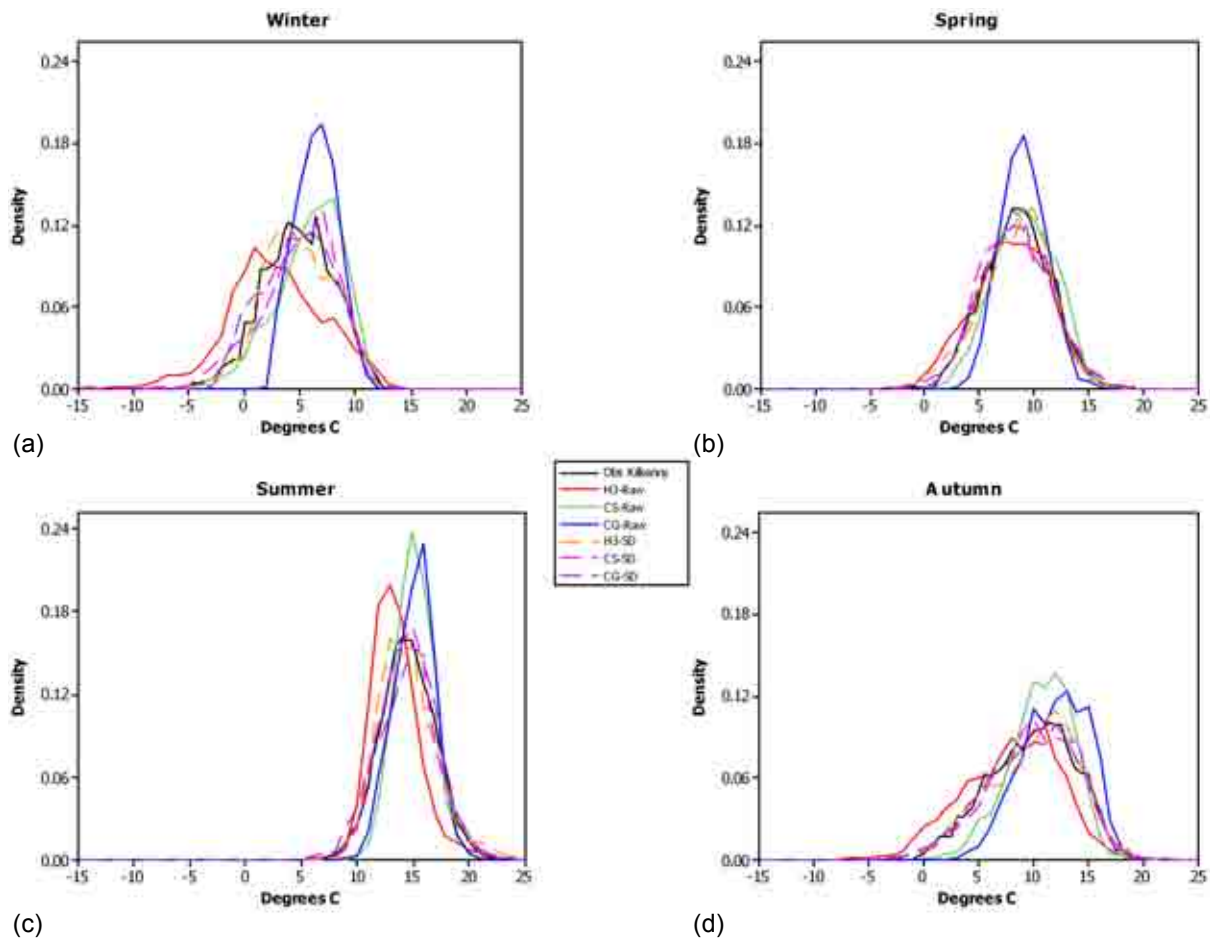 Winter
0.24
0.18
0.12
0.06
0.00
Density
-15 -10 -5 0 5 10 15 20 25
Degrees C
(a)
Spring
0.24
0.18
0.12
0.06
0.00
Density
-15 -10 -5 0 5 10 15 20 25
Degrees C
(b)
Summer
0.24
0.18
0.12
0.06
0.00
Density
-15 -10 -5 0 5 10 15 20 25
Degrees C
(c)
Obs Kilkenny
H3-Raw
CS-Raw
CG-Raw
H3-SD
CS-SD
CG-SD
Autumn
0.24
0.18
0.12
0.06
0.00
Density
-15 -10 -5 0 5 10 15 20 25
Degrees C
(d)